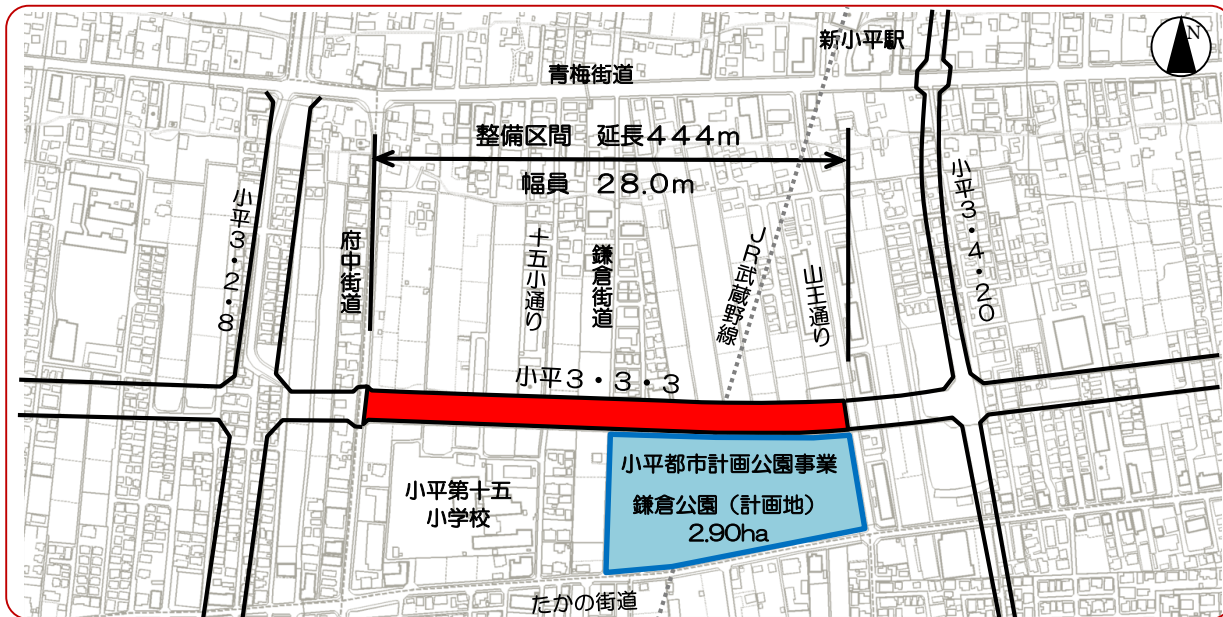 新小平駅
N
青梅街道
整備区間 延長444m
幅員 28.0m
小平3・2・8
府中街道
十五小通り
鎌倉街道
JR武蔵野線
山王通り
小平3・4・20
小平3・3・3
小平都市計画公園事業
鎌倉公園(計画地)
2.90ha
小平第十五
小学校
たかの街道